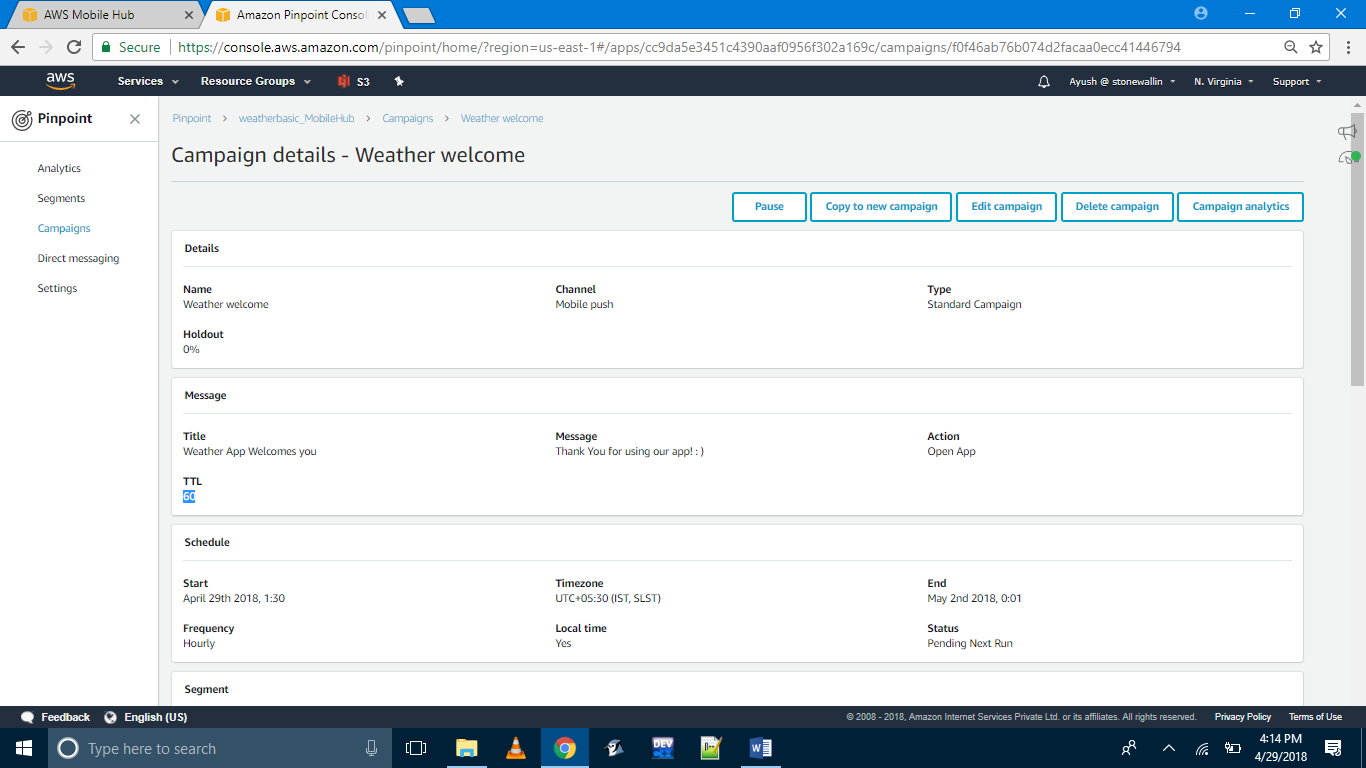 AWS Mobile Hub
Amazon Pinpoint Consol
Secure https://console.aws.amazon.com/pinpoint/home/?region=us-east-1#/apps/cc9da5e3451c4390aaf0956f302a169c/campaigns/f0f46ab76b074d2facaa0ecc41446794
aws Services Resource Groups S3 Ayush @ stonewallin N. Virginia Support
Pinpoint
Analytics
Segments
Campaigns
Direct messaging
Settings
Pinpoint > weatherbasic_MobileHub > Campaigns > Weather welcome
Campaign details - Weather welcome
Pause Copy to new campaign Edit campaign Delete campaign Campaign analytics
Details
Name Channel Type
Weather welcome Mobile push Standard Campaign
Holdout
0%
Message
Title Message Action
Weather App Welcomes you Thank You for using our app! : ) Open App
TTL
60
Schedule
Start Timezone End
April 29th 2018, 1:30 UTC+05:30 (IST, SLST) May 2nd 2018, 0:01
Frequency Local time Status
Hourly Yes Pending Next Run
Segment
Feedback English (US) © 2008 - 2018, Amazon Internet Services Private Ltd. or its affiliates. All rights reserved. Privacy Policy Terms of Use
Type here to search
DEV
4:14 PM
4/29/2018